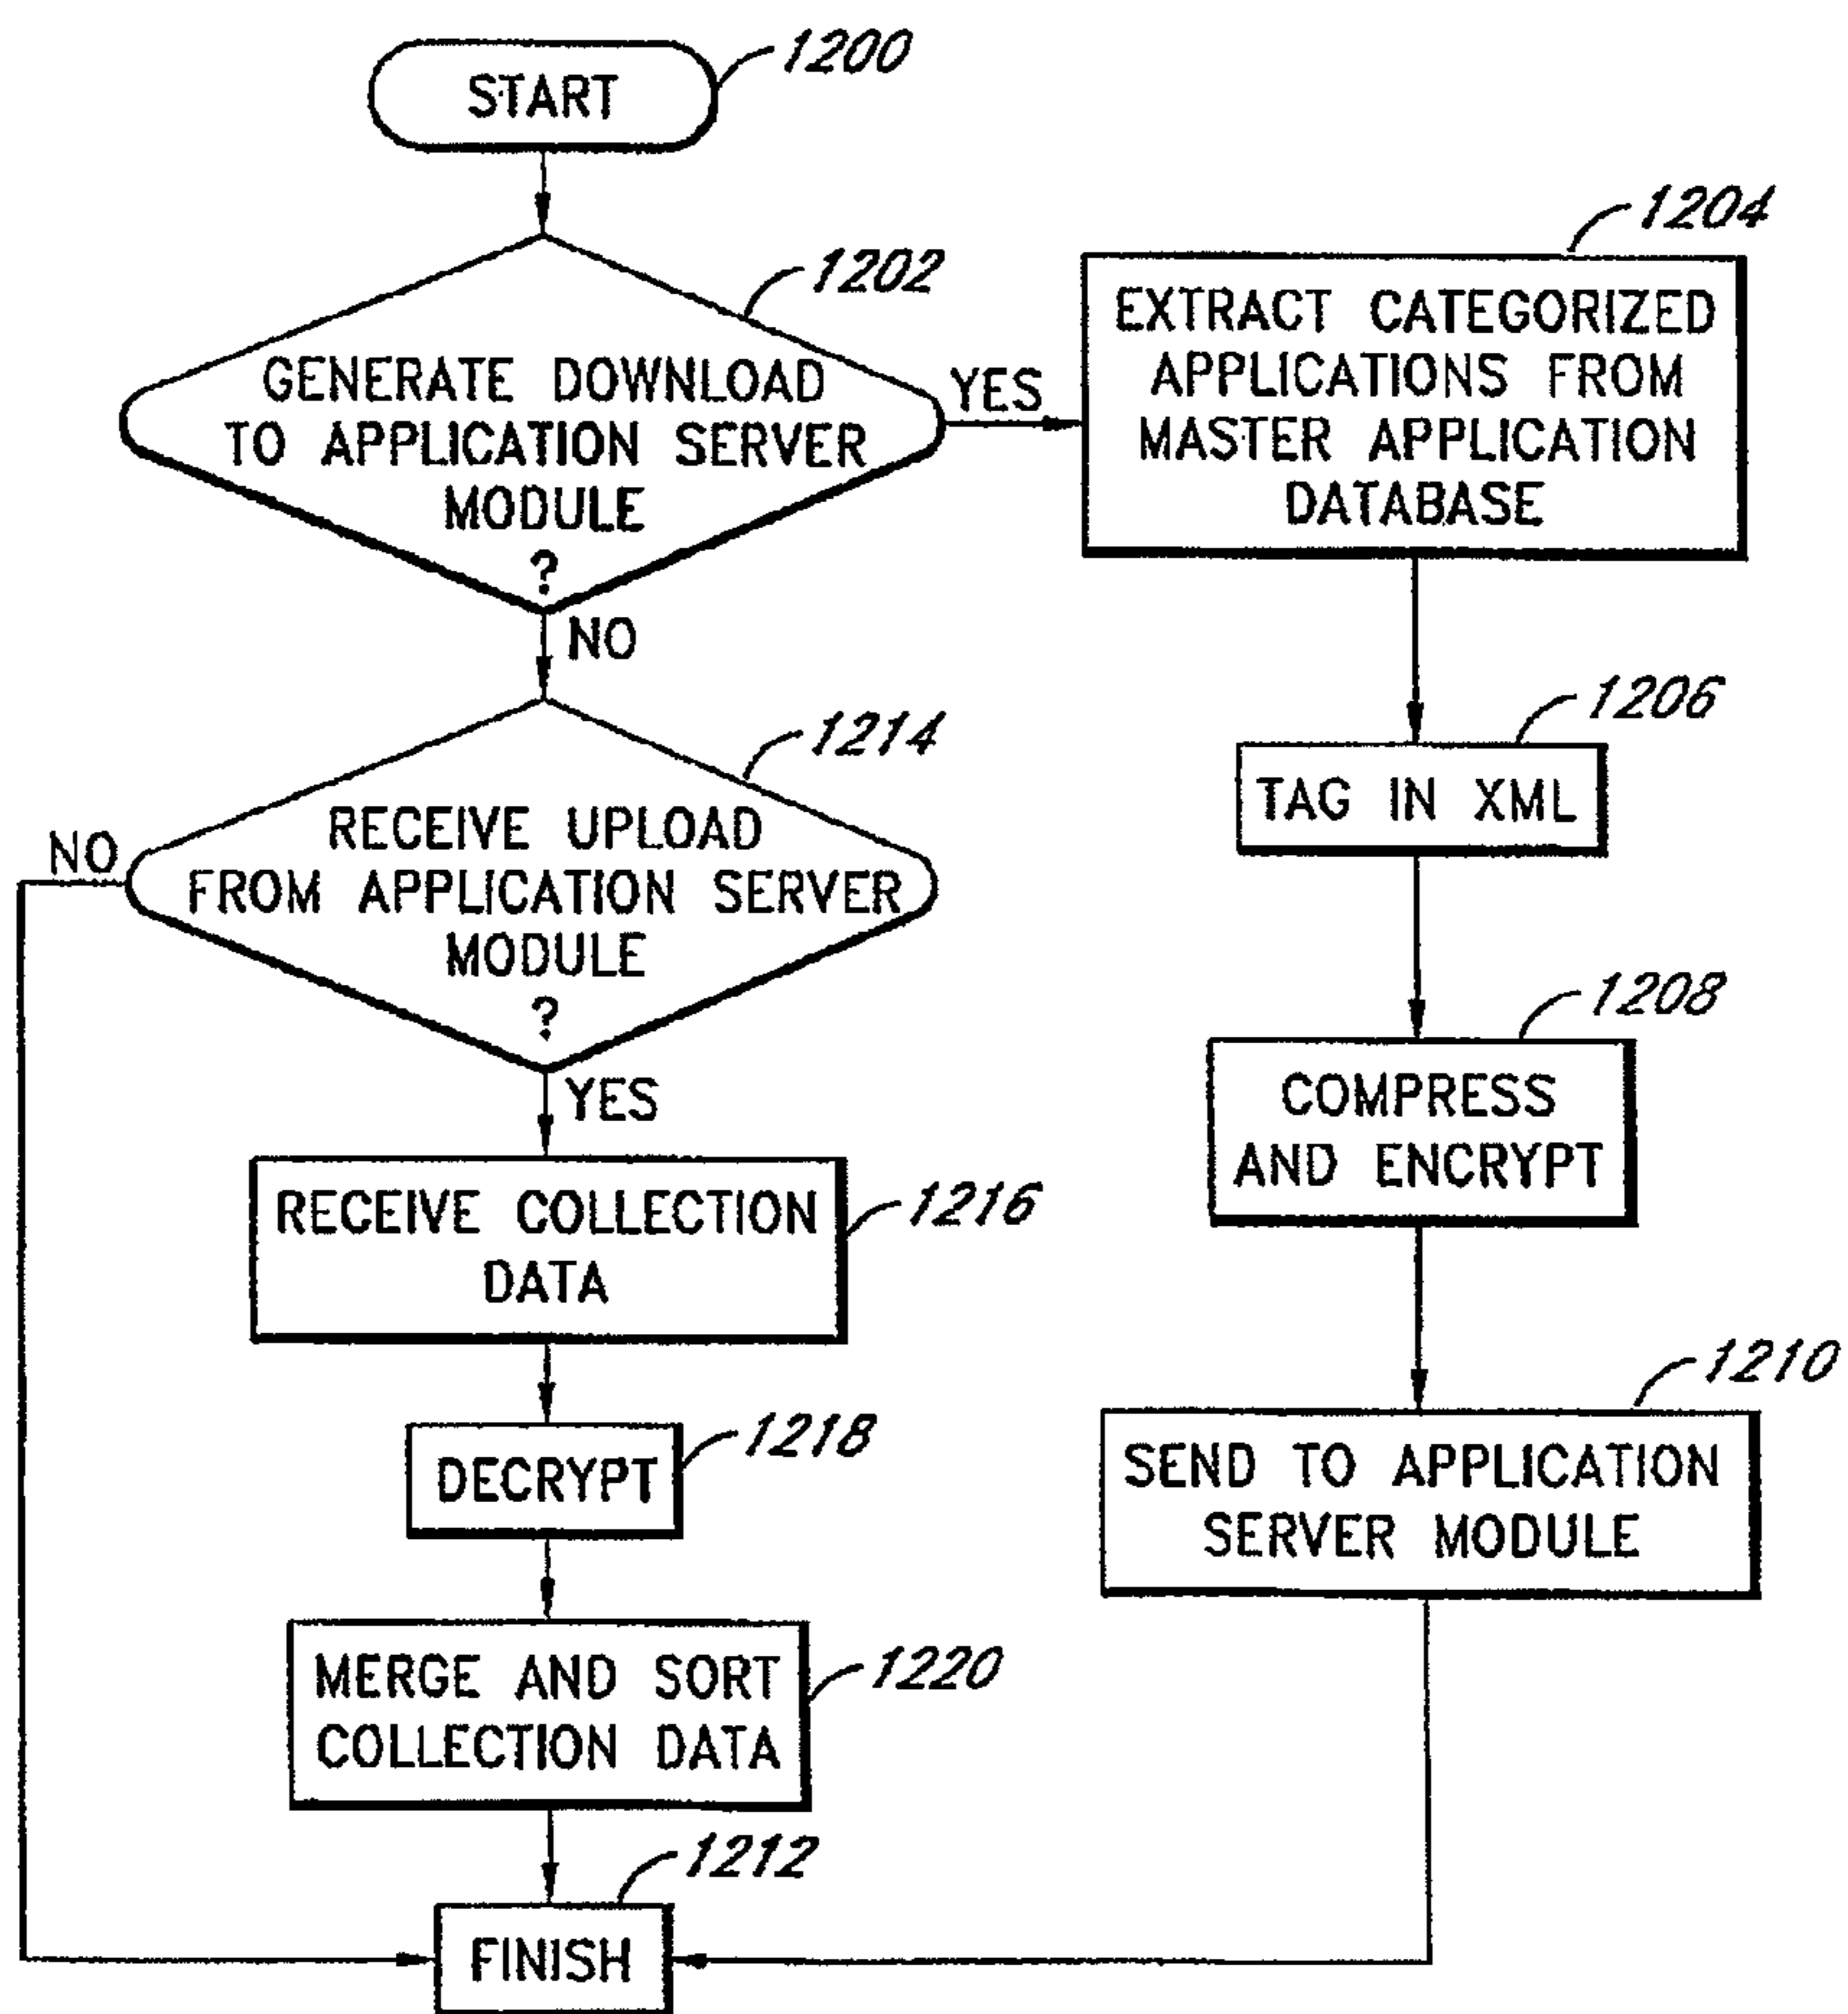 1200
START
1202
GENERATE DOWNLOAD
TO APPLICATION SERVER
MODULE
?
YES
NO
1204
EXTRACT CATEGORIZED
APPLICATIONS FROM
MASTER APPLICATION
DATABASE
1206
TAG IN XML
1208
COMPRESS
AND ENCRYPT
1210
SEND TO APPLICATION
SERVER MODULE
1214
RECEIVE UPLOAD
FROM APPLICATION SERVER
MODULE
?
NO
YES
1216
RECEIVE COLLECTION
DATA
1218
DECRYPT
1220
MERGE AND SORT
COLLECTION DATA
1212
FINISH